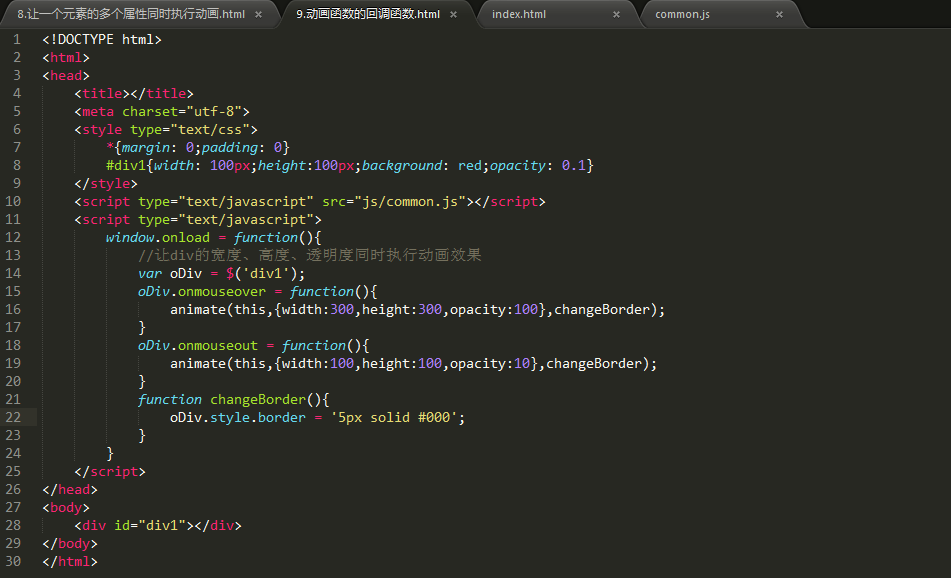 8.让一个元素的多个属性同时执行动画.html × 9.动画函数的回调函数.html × index.html × common.js ×
1 <!DOCTYPE html>
2 <html>
3 <head>
4     <title></title>
5     <meta charset="utf-8">
6     <style type="text/css">
7         *{margin: 0;padding: 0}
8         #div1{width: 100px;height:100px;background: red;opacity: 0.1}
9     </style>
10     <script type="text/javascript" src="js/common.js"></script>
11     <script type="text/javascript">
12         window.onload = function(){
13             //让div的宽度、高度、透明度同时执行动画效果
14             var oDiv = $('div1');
15             oDiv.onmouseover = function(){
16                 animate(this,{width:300,height:300,opacity:100},changeBorder);
17             }
18             oDiv.onmouseout = function(){
19                 animate(this,{width:100,height:100,opacity:10},changeBorder);
20             }
21             function changeBorder(){
22                 oDiv.style.border = '5px solid #000';
23             }
24         }
25     </script>
26 </head>
27 <body>
28     <div id="div1"></div>
29 </body>
30 </html>